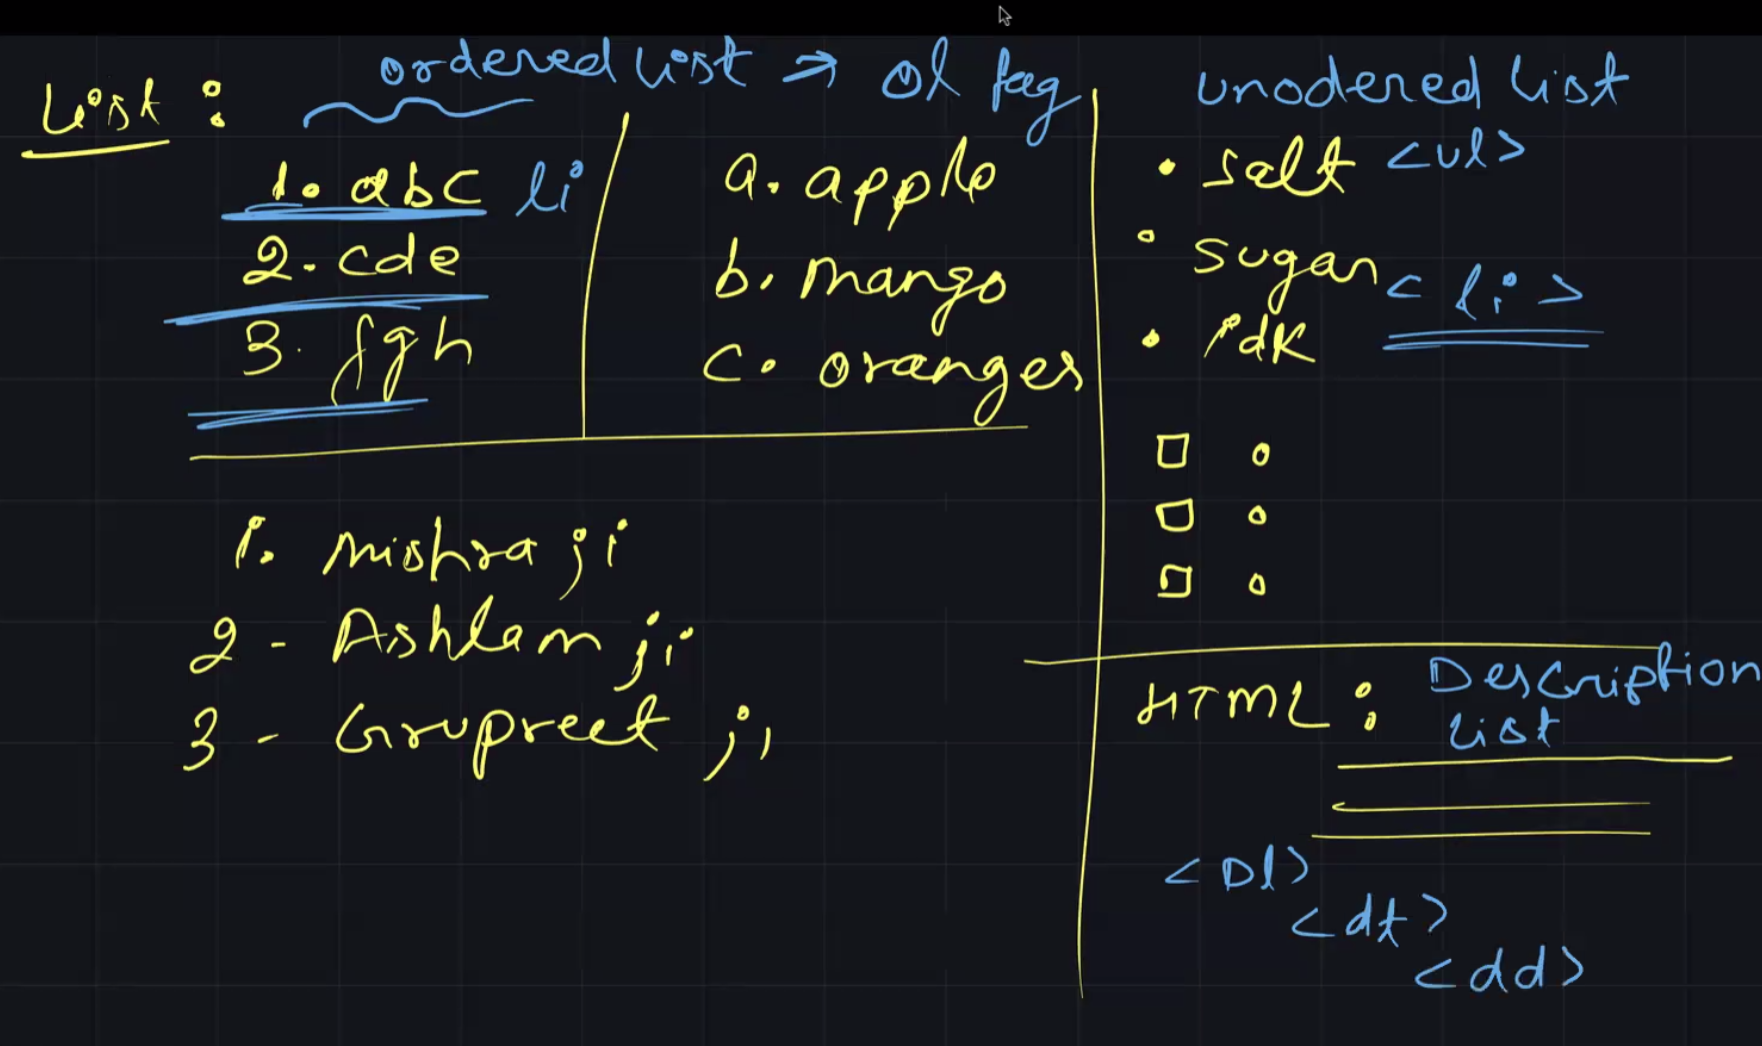 List :
ordered list → ol tag
1. abc li
2. cde
3. fgh
a. apple
b. mango
c. oranges
1. mishra ji
2 - Ashlam ji
3 - Grupreet ji
unodered list
• salt <ul>
• sugar <li>
• idk
HTML : Description
list
<Dl>
<dt>
<dd>